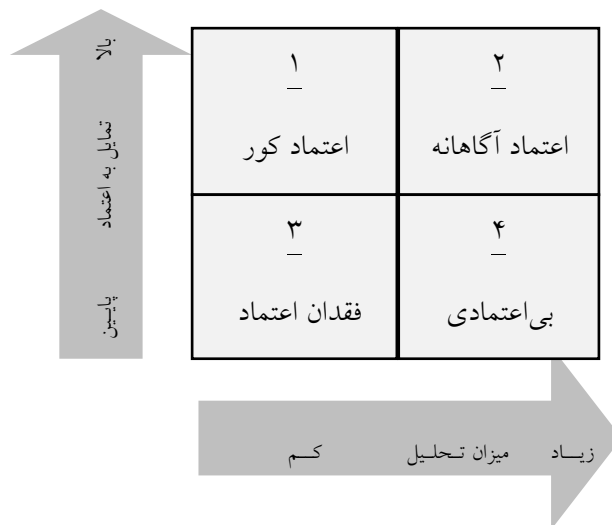 بالا
تمایل به اعتماد
پایین
۱
اعتماد کور
۲
اعتماد آگاهانه
۳
فقدان اعتماد
۴
بی‌اعتمادی
کم
میزان تحلیل
زیاد